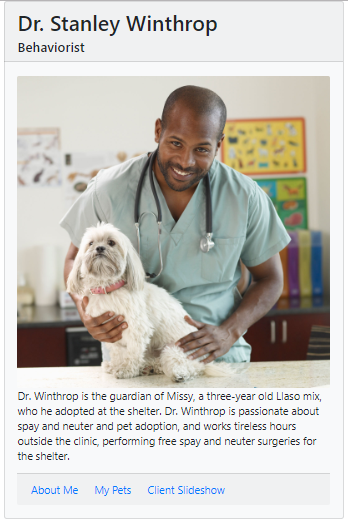 Dr. Stanley Winthrop
Behaviorist
Dr. Winthrop is the guardian of Missy, a three-year old Llaso mix,
who he adopted at the shelter. Dr. Winthrop is passionate about
spay and neuter and pet adoption, and works tireless hours
outside the clinic, performing free spay and neuter surgeries for
the shelter.
About Me My Pets Client Slideshow